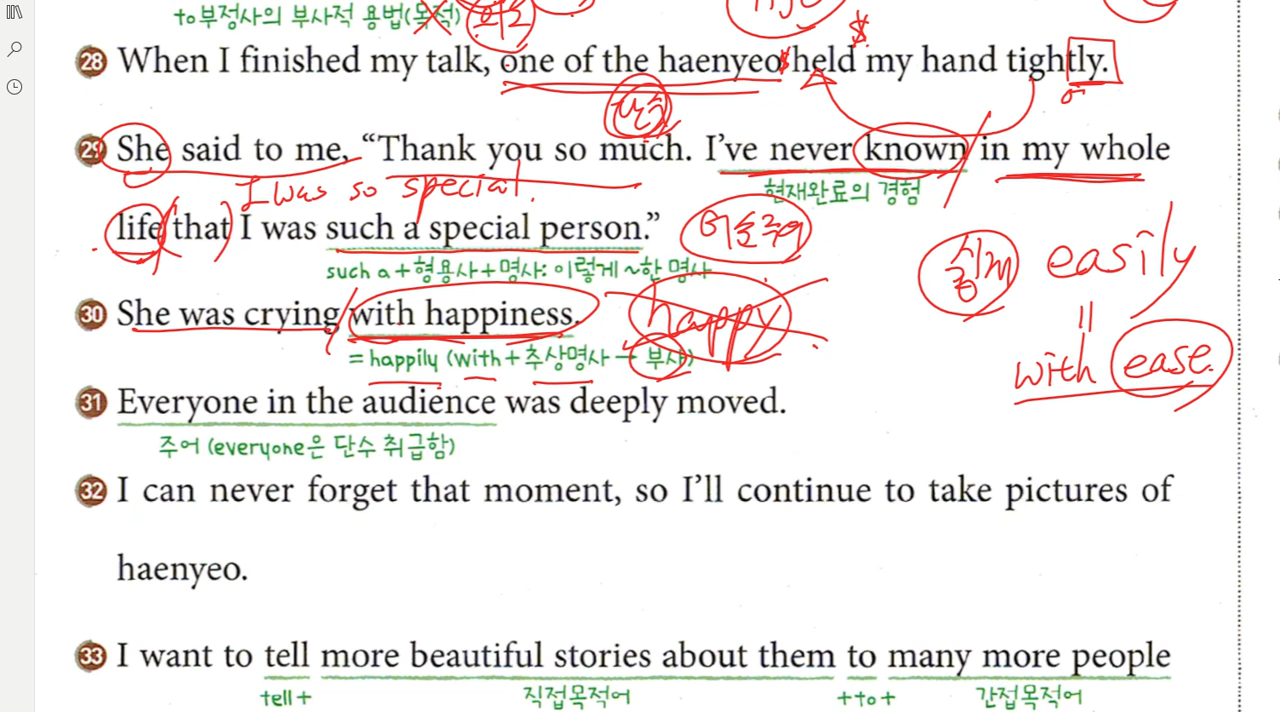 to부정사의 부사적 용법(목적)
28 When I finished my talk, one of the haenyeo held my hand tightly.
단수
29 She said to me, “Thank you so much. I’ve never known in my whole
I was so special.
현재완료의 경험
life that I was such a special person.”
어순주의
쉽게 easily
such a+형용사+명사: 이렇게 ~한 명사
30 She was crying with happiness.
happy
=
= happily (with+추상명사 → 부사)
with ease.
31 Everyone in the audience was deeply moved.
주어 (everyone은 단수 취급함)
32 I can never forget that moment, so I’ll continue to take pictures of
haenyeo.
33 I want to tell more beautiful stories about them to many more people
tell+ 직접목적어 +to+ 간접목적어